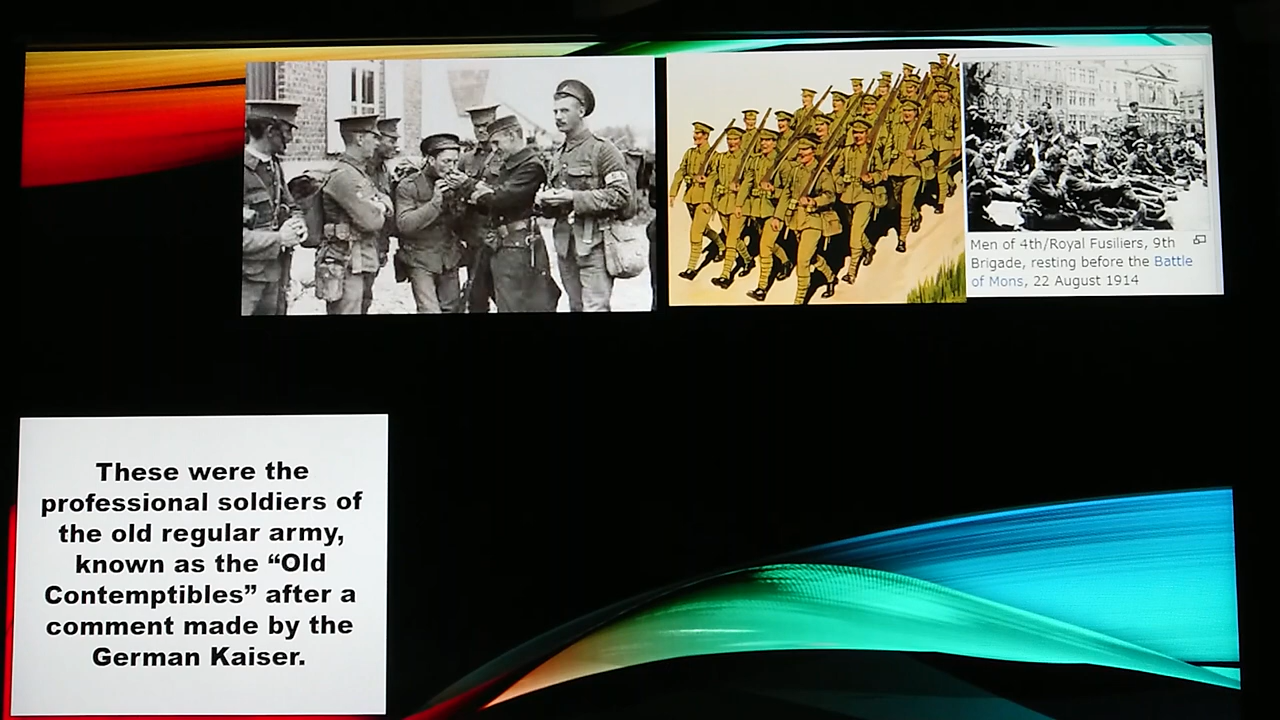 Men of 4th/Royal Fusiliers, 9th
Brigade, resting before the Battle
of Mons, 22 August 1914
These were the
professional soldiers of
the old regular army,
known as the “Old
Contemptibles” after a
comment made by the
German Kaiser.